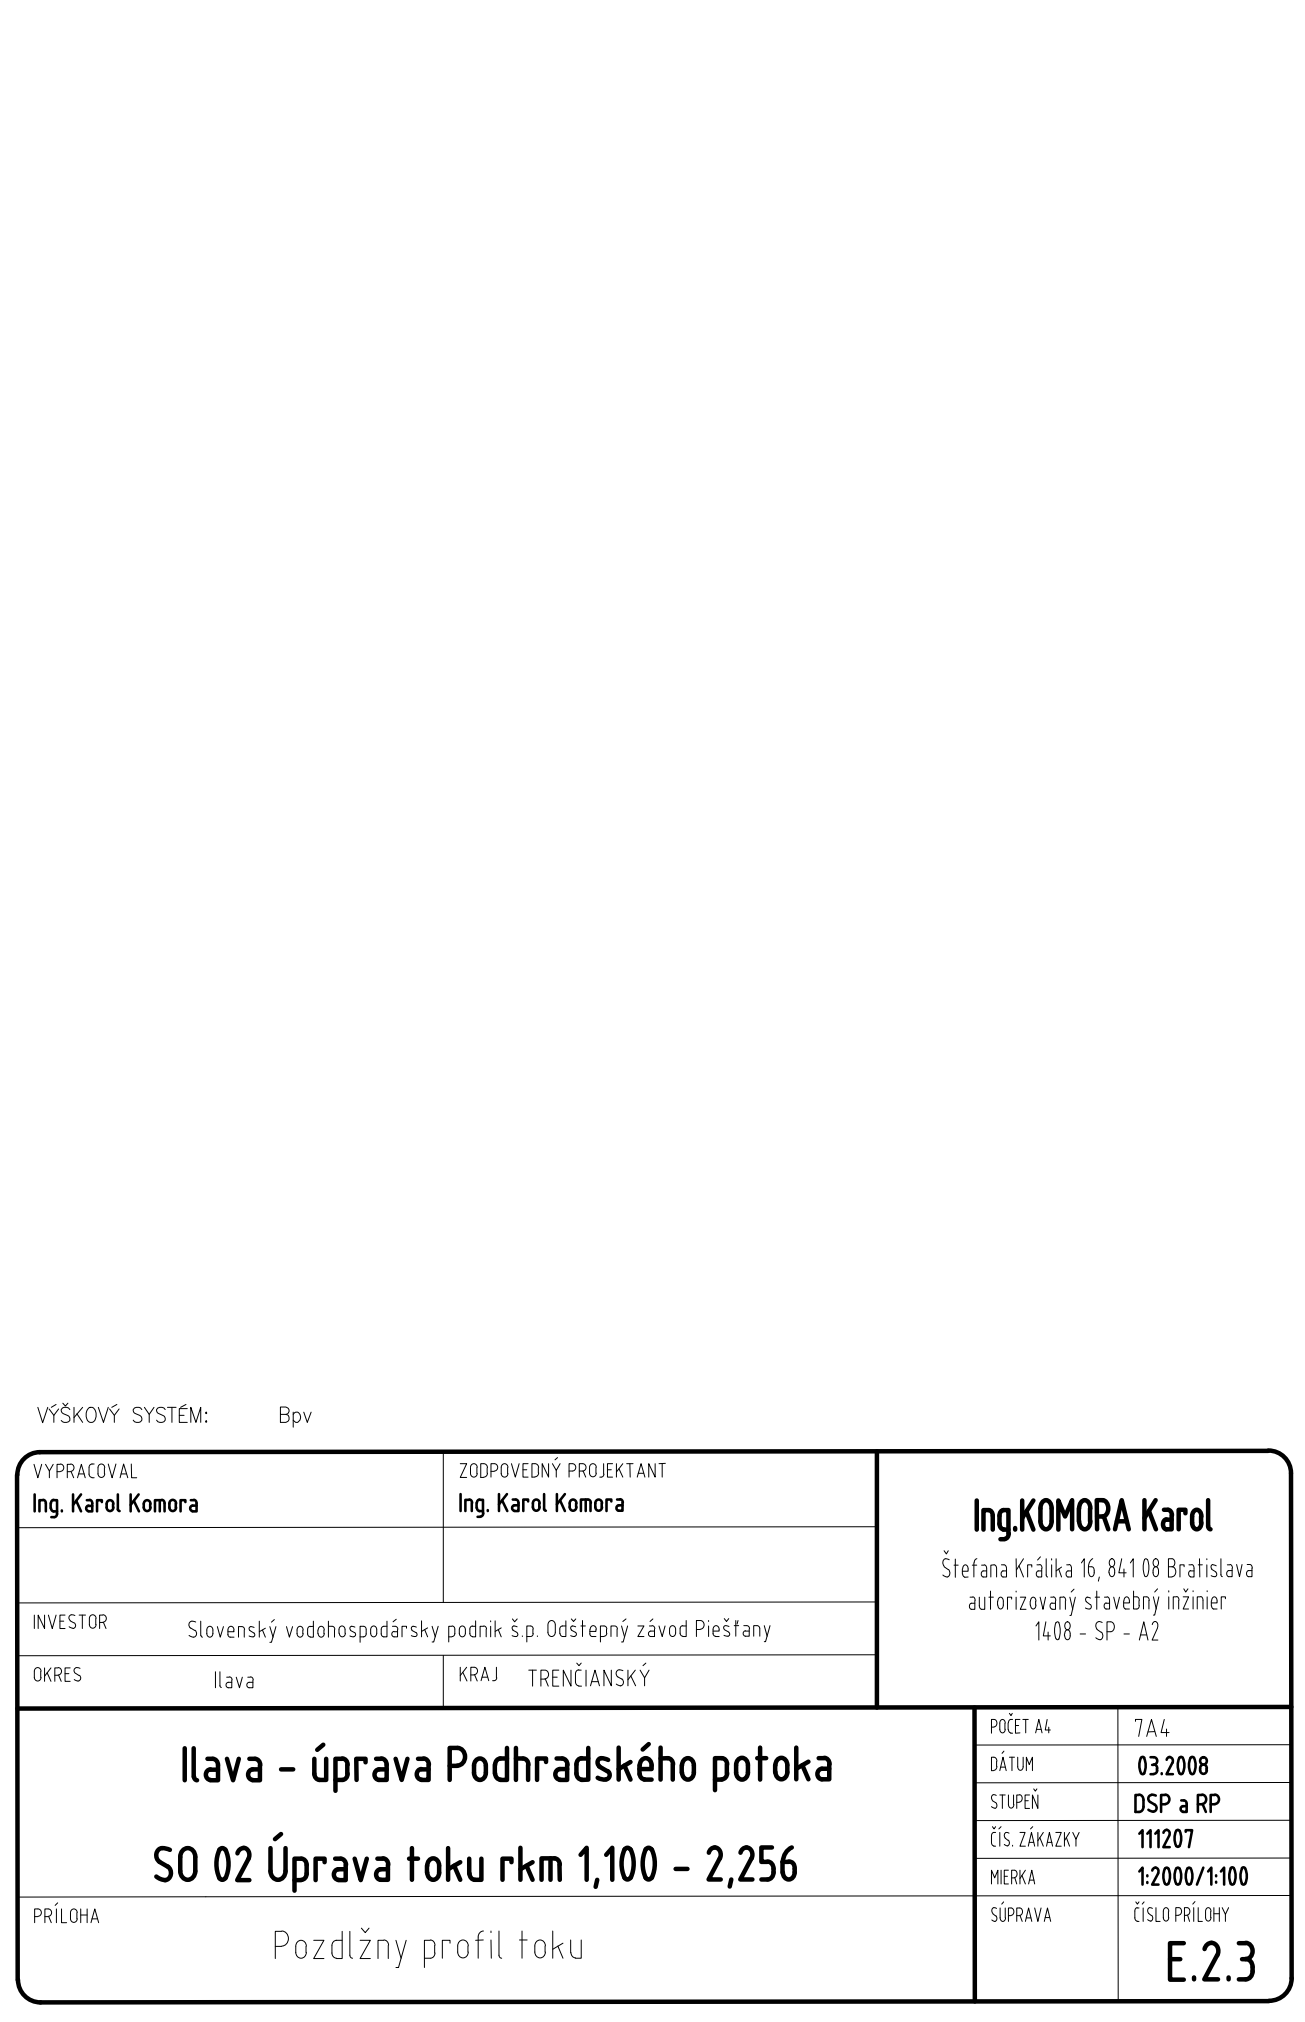 VÝŠKOVÝ SYSTÉM: Bpv
VYPRACOVAL
Ing. Karol Komora
ZODPOVEDNÝ PROJEKTANT
Ing. Karol Komora
INVESTOR Slovenský vodohospodársky podnik š.p. Odštepný závod Piešťany
OKRES Ilava
KRAJ TRENČIANSKÝ
Ing.KOMORA Karol
Štefana Králika 16, 841 08 Bratislava
autorizovaný stavebný inžinier
1408 - SP - A2
Ilava - úprava Podhradského potoka
SO 02 Úprava toku rkm 1,100 - 2,256
PRÍLOHA
Pozdlžny profil toku
POČET A4 7A4
DÁTUM 03.2008
STUPEŇ DSP a RP
ČÍS. ZÁKAZKY 111207
MIERKA 1:2000/1:100
SÚPRAVA
ČÍSLO PRÍLOHY
E.2.3